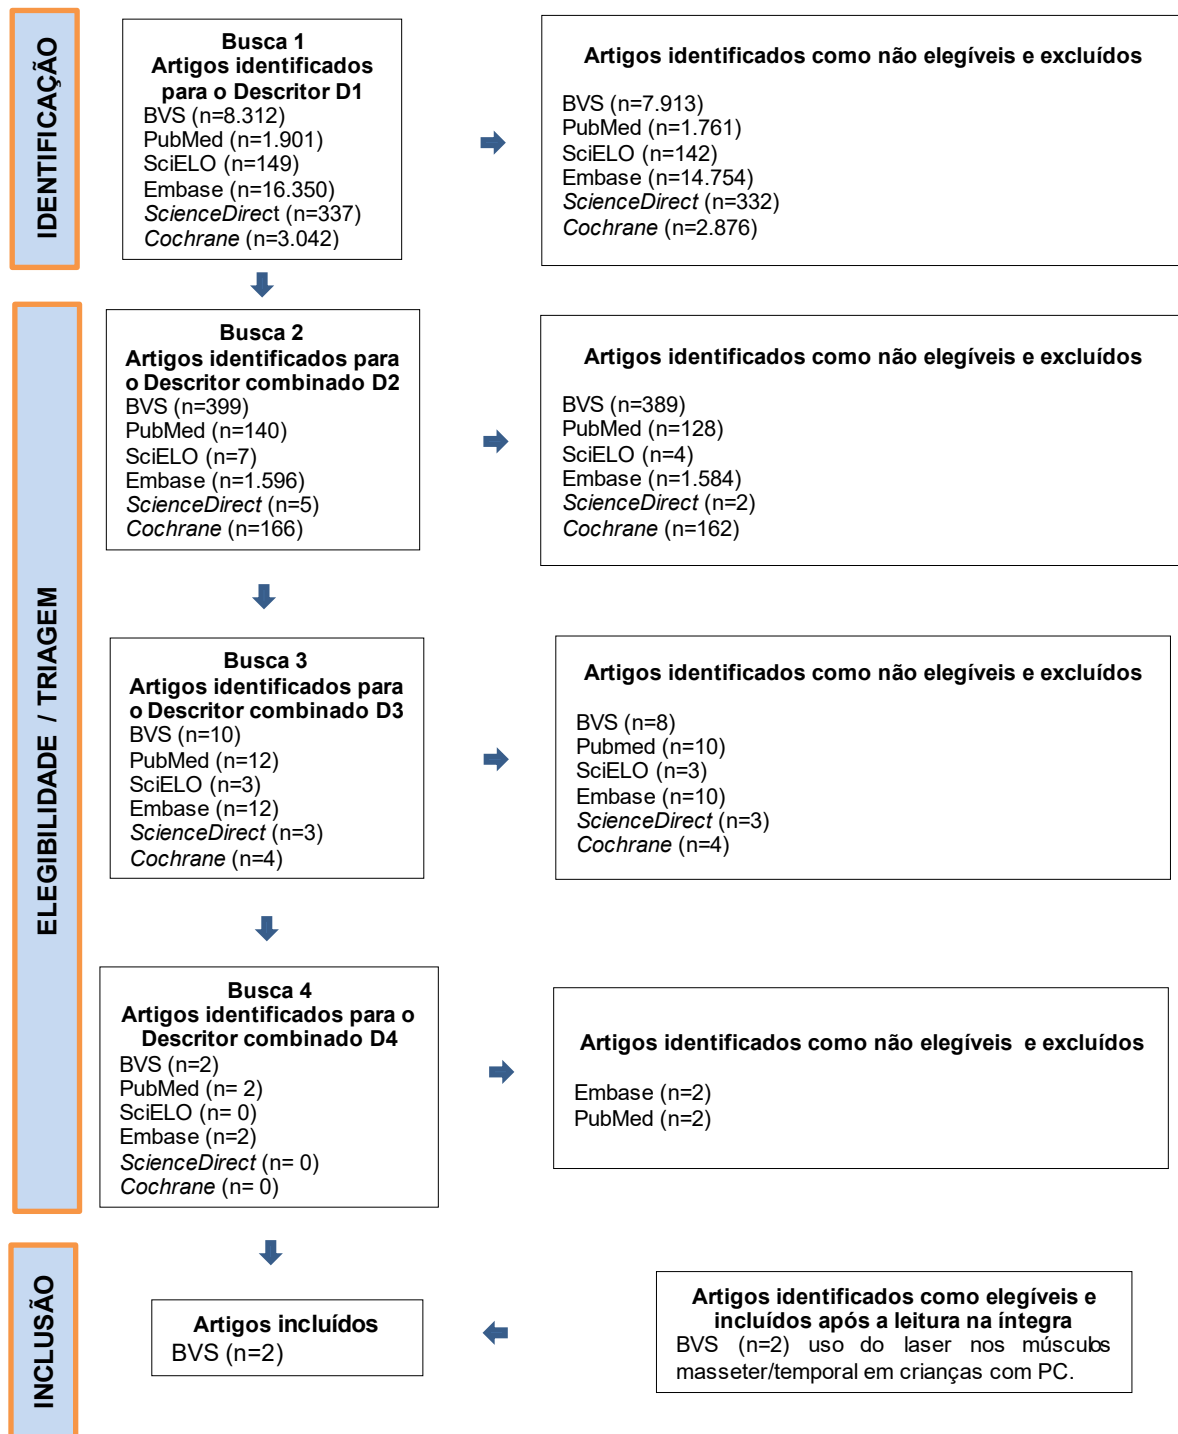 IDENTIFICAÇÃO
Busca 1
Artigos identificados
para o Descritor D1
BVS (n=8.312)
PubMed (n=1.901)
SciELO (n=149)
Embase (n=16.350)
ScienceDirect (n=337)
Cochrane (n=3.042)
Artigos identificados como não elegíveis e excluídos
BVS (n=7.913)
PubMed (n=1.761)
SciELO (n=142)
Embase (n=14.754)
ScienceDirect (n=332)
Cochrane (n=2.876)
ELEGIBILIDADE / TRIAGEM
Busca 2
Artigos identificados para
o Descritor combinado D2
BVS (n=399)
PubMed (n=140)
SciELO (n=7)
Embase (n=1.596)
ScienceDirect (n=5)
Cochrane (n=166)
Artigos identificados como não elegíveis e excluídos
BVS (n=389)
PubMed (n=128)
SciELO (n=4)
Embase (n=1.584)
ScienceDirect (n=2)
Cochrane (n=162)
Busca 3
Artigos identificados para
o Descritor combinado D3
BVS (n=10)
PubMed (n=12)
SciELO (n=3)
Embase (n=12)
ScienceDirect (n=3)
Cochrane (n=4)
Artigos identificados como não elegíveis e excluídos
BVS (n=8)
Pubmed (n=10)
SciELO (n=3)
Embase (n=10)
ScienceDirect (n=3)
Cochrane (n=4)
Busca 4
Artigos identificados para o
Descritor combinado D4
BVS (n=2)
PubMed (n= 2)
SciELO (n= 0)
Embase (n=2)
ScienceDirect (n= 0)
Cochrane (n= 0)
Artigos identificados como não elegíveis e excluídos
Embase (n=2)
PubMed (n=2)
INCLUSÃO
Artigos incluídos
BVS (n=2)
Artigos identificados como elegíveis e
incluídos após a leitura na íntegra
BVS (n=2) uso do laser nos músculos
masseter/temporal em crianças com PC.